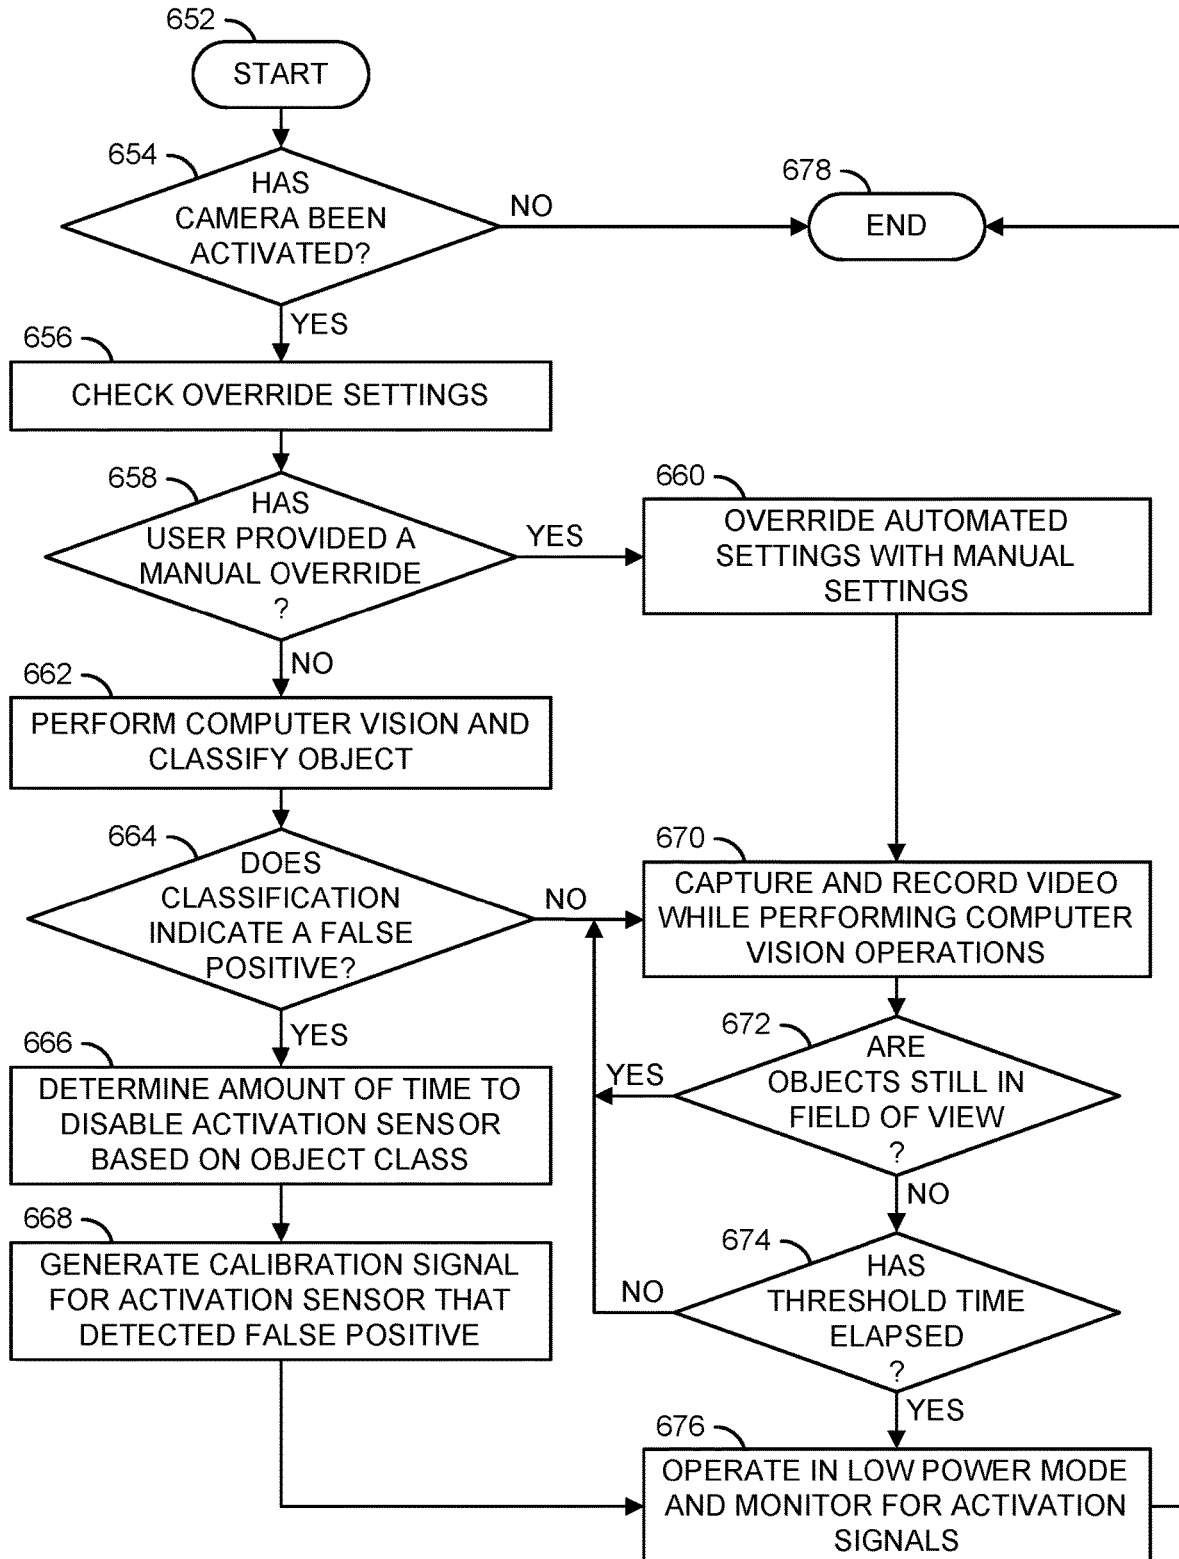 652
START
654
HAS
CAMERA BEEN
ACTIVATED?
NO
678
END
YES
656
CHECK OVERRIDE SETTINGS
658
HAS
USER PROVIDED A
MANUAL OVERRIDE
?
YES
660
OVERRIDE AUTOMATED
SETTINGS WITH MANUAL
SETTINGS
NO
662
PERFORM COMPUTER VISION AND
CLASSIFY OBJECT
664
DOES
CLASSIFICATION
INDICATE A FALSE
POSITIVE?
NO
YES
666
DETERMINE AMOUNT OF TIME TO
DISABLE ACTIVATION SENSOR
BASED ON OBJECT CLASS
668
GENERATE CALIBRATION SIGNAL
FOR ACTIVATION SENSOR THAT
DETECTED FALSE POSITIVE
670
CAPTURE AND RECORD VIDEO
WHILE PERFORMING COMPUTER
VISION OPERATIONS
672
ARE
OBJECTS STILL IN
FIELD OF VIEW
?
YES
NO
674
HAS
THRESHOLD TIME
ELAPSED
?
NO
YES
676
OPERATE IN LOW POWER MODE
AND MONITOR FOR ACTIVATION
SIGNALS